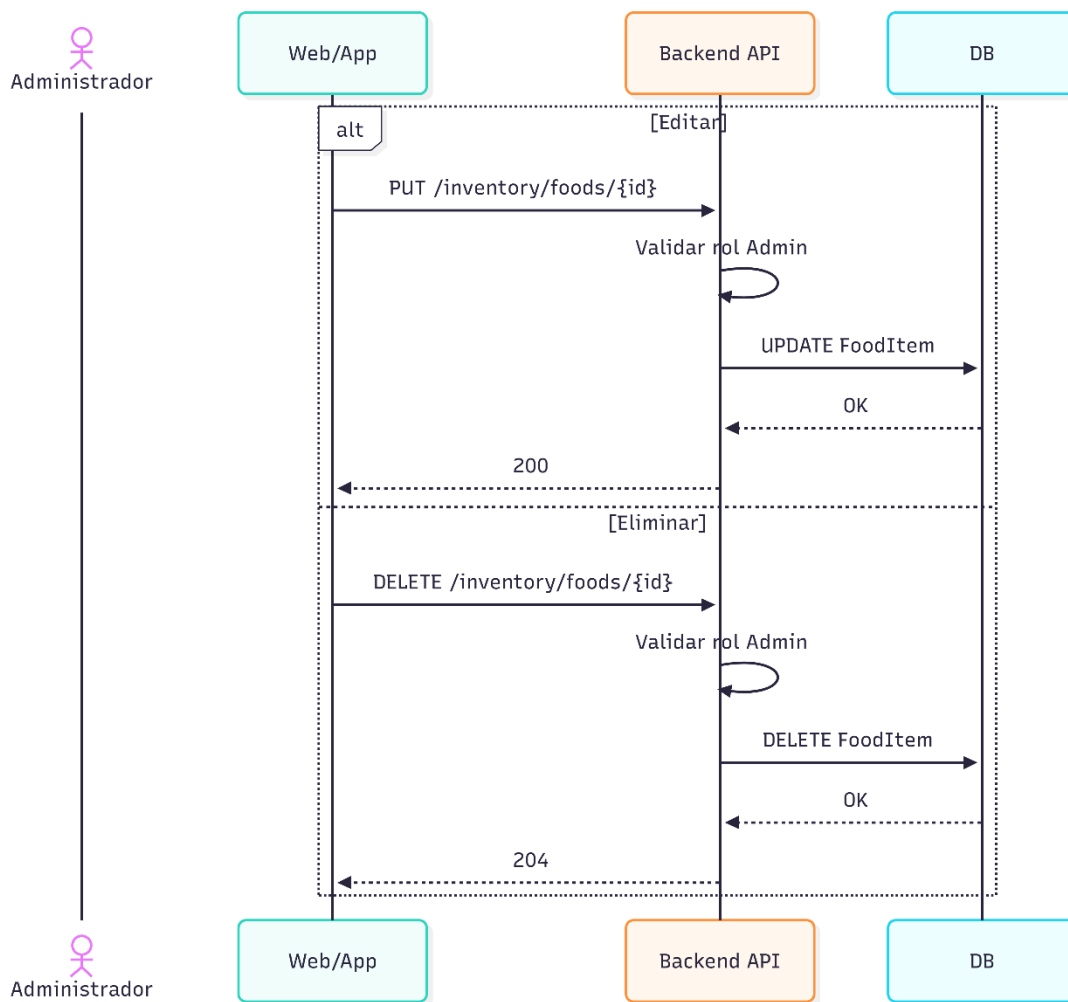 Administrador
Web/App
Backend API
DB
alt
[Editar]
PUT /inventory/foods/{id}
Validar rol Admin
UPDATE FoodItem
OK
200
[Eliminar]
DELETE /inventory/foods/{id}
Validar rol Admin
DELETE FoodItem
OK
204
Administrador
Web/App
Backend API
DB